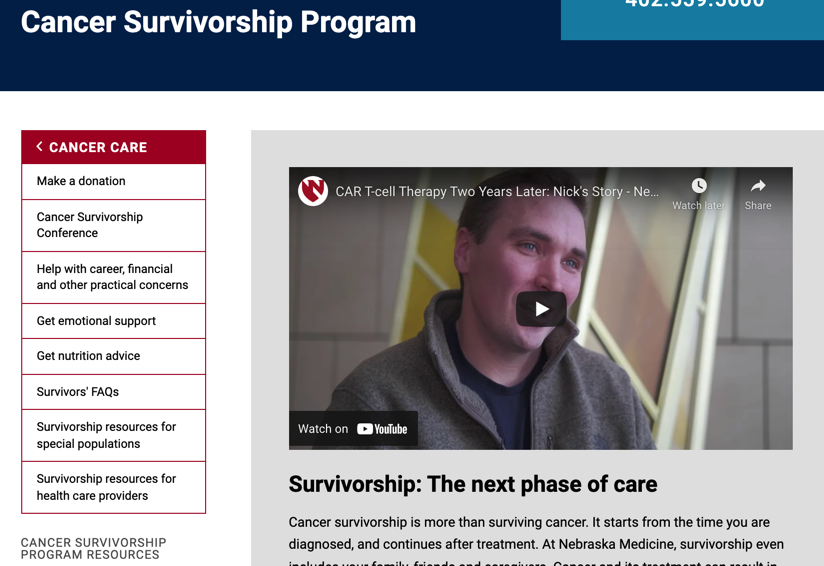 Cancer Survivorship Program
CANCER CARE
Make a donation
Cancer Survivorship
Conference
Help with career, financial
and other practical concerns
Get emotional support
Get nutrition advice
Survivors' FAQs
Survivorship resources for
special populations
Survivorship resources for
health care providers
CANCER SURVIVORSHIP
PROGRAM RESOURCES
CAR T-cell Therapy Two Years Later: Nick's Story - Ne...
Watch later
Share
Watch on YouTube
Survivorship: The next phase of care
Cancer survivorship is more than surviving cancer. It starts from the time you are
diagnosed, and continues after treatment. At Nebraska Medicine, survivorship even
includes your family, friends and caregivers. Cancer and its treatment can result in